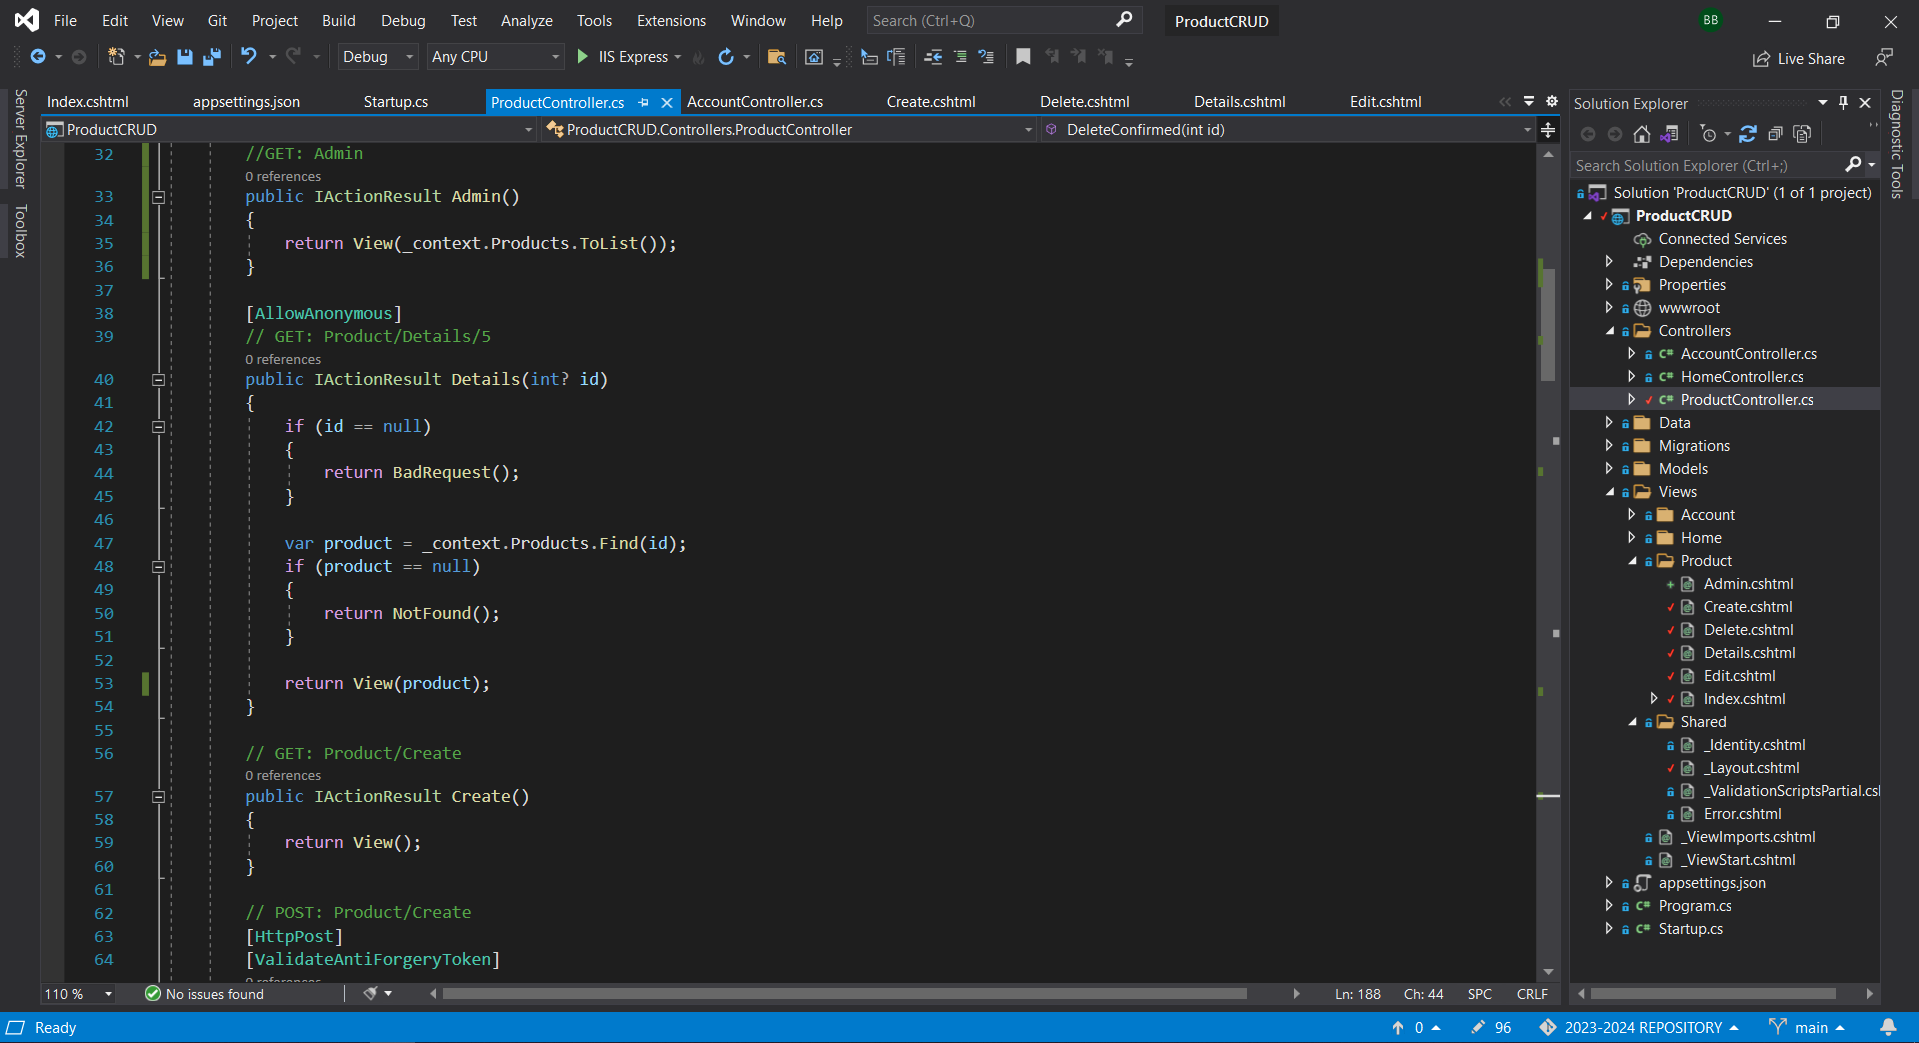 File Edit View Git Project Build Debug Test Analyze Tools Extensions Window Help Search (Ctrl+Q) ProductCRUD BB
Debug Any CPU IIS Express Live Share
Server Explorer
Toolbox
Index.cshtml appsettings.json Startup.cs ProductController.cs AccountController.cs Create.cshtml Delete.cshtml Details.cshtml Edit.cshtml
ProductCRUD ProductCRUD.Controllers.ProductController DeleteConfirmed(int id)
32 //GET: Admin
0 references
33 public IActionResult Admin()
34 {
35 return View(_context.Products.ToList());
36 }
37
38 [AllowAnonymous]
39 // GET: Product/Details/5
0 references
40 public IActionResult Details(int? id)
41 {
42 if (id == null)
43 {
44 return BadRequest();
45 }
46
47 var product = _context.Products.Find(id);
48 if (product == null)
49 {
50 return NotFound();
51 }
52
53 return View(product);
54 }
55
56 // GET: Product/Create
0 references
57 public IActionResult Create()
58 {
59 return View();
60 }
61
62 // POST: Product/Create
63 [HttpPost]
64 [ValidateAntiForgeryToken]
0 references
110 % No issues found Ln: 188 Ch: 44 SPC CRLF
Solution Explorer
Search Solution Explorer (Ctrl+;)
Solution 'ProductCRUD' (1 of 1 project)
ProductCRUD
Connected Services
Dependencies
Properties
wwwroot
Controllers
C# AccountController.cs
C# HomeController.cs
C# ProductController.cs
Data
Migrations
Models
Views
Account
Home
Product
Admin.cshtml
Create.cshtml
Delete.cshtml
Details.cshtml
Edit.cshtml
Index.cshtml
Shared
_Identity.cshtml
_Layout.cshtml
_ValidationScriptsPartial.csl
Error.cshtml
_ViewImports.cshtml
_ViewStart.cshtml
appsettings.json
C# Program.cs
C# Startup.cs
Diagnostic Tools
Ready 0 96 2023-2024 REPOSITORY main